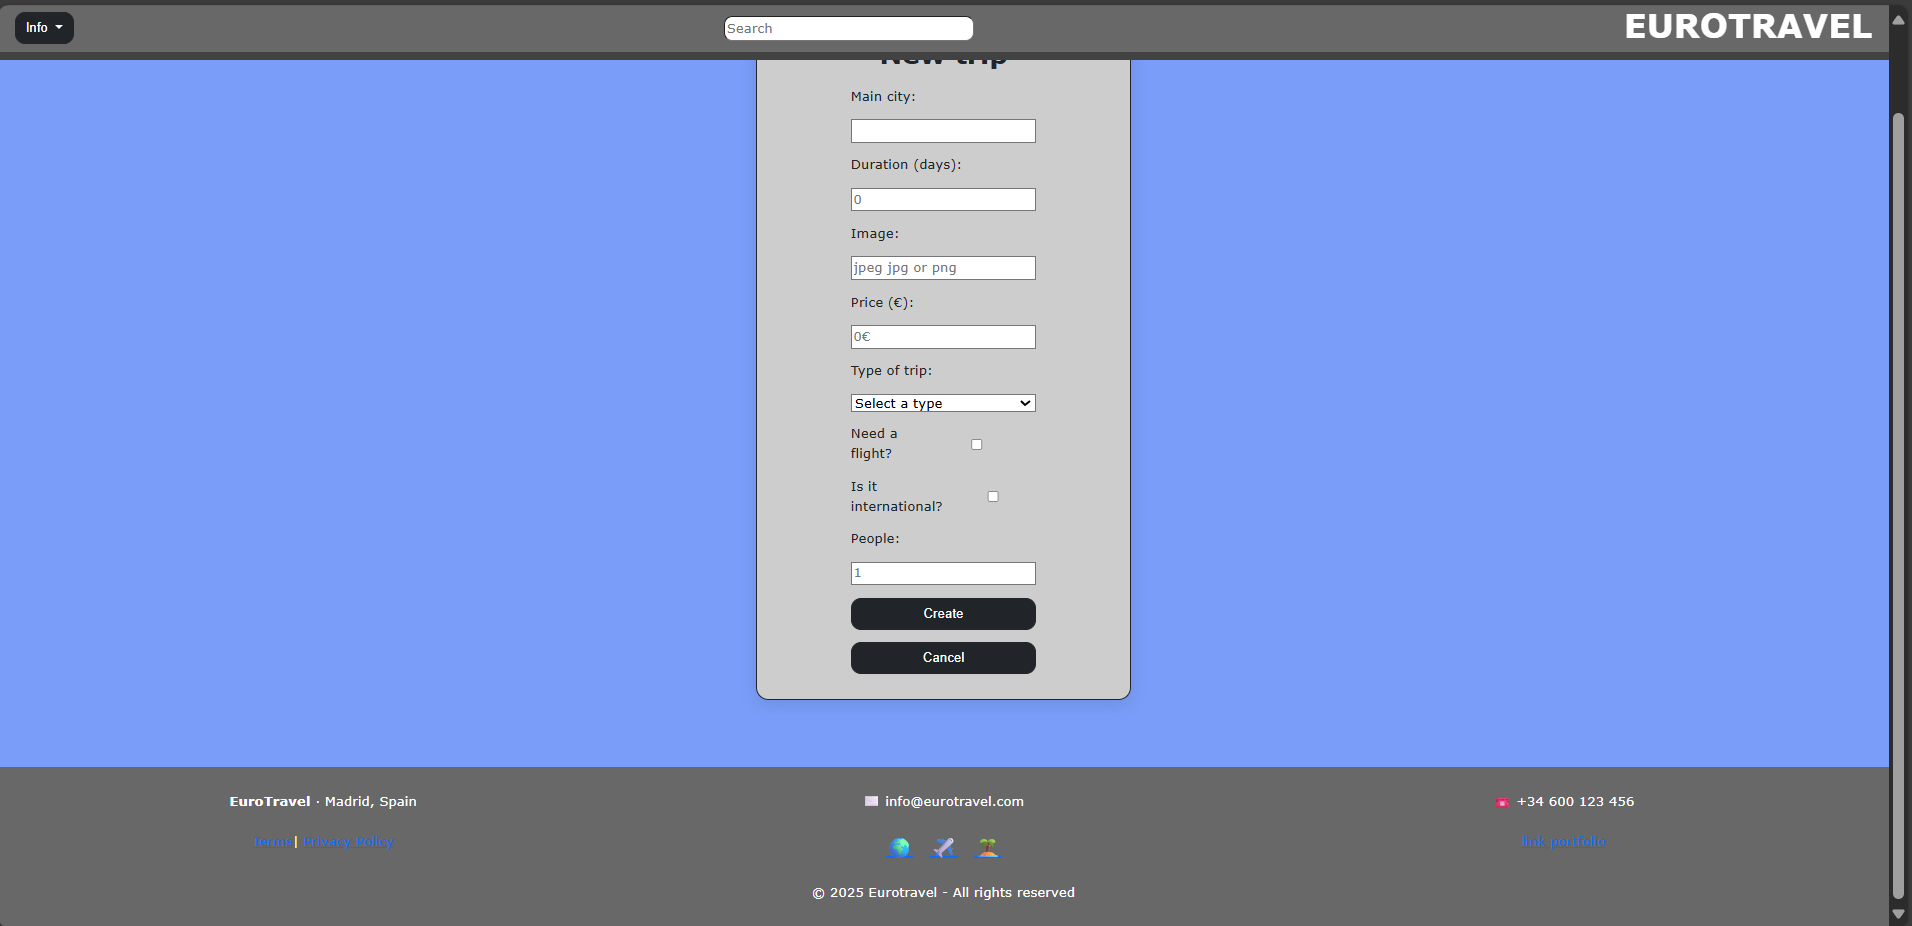 Info
Search
EUROTRAVEL
New trip
Main city:
Duration (days):
0
Image:
jpeg jpg or png
Price (€):
0€
Type of trip:
Select a type
Need a
flight?
Is it
international?
People:
1
Create
Cancel
EuroTravel · Madrid, Spain
info@eurotravel.com
+34 600 123 456
Terms | Privacy Policy
link portfolio
© 2025 Eurotravel - All rights reserved